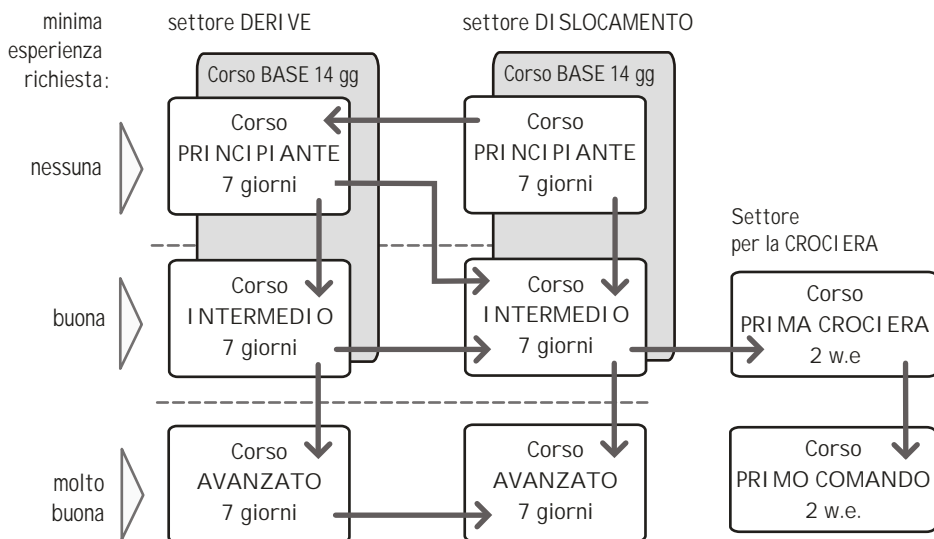 minima
esperienza
richiesta:
settore DERIVE
settore DISLOCAMENTO
Corso BASE 14 gg
Corso BASE 14 gg
nessuna
Corso
PRINCIPIANTE
7 giorni
Corso
PRINCIPIANTE
7 giorni
Settore
per la CROCIERA
buona
Corso
INTERMEDIO
7 giorni
Corso
INTERMEDIO
7 giorni
Corso
PRIMA CROCIERA
2 w.e
molto
buona
Corso
AVANZATO
7 giorni
Corso
AVANZATO
7 giorni
Corso
PRIMO COMANDO
2 w.e.